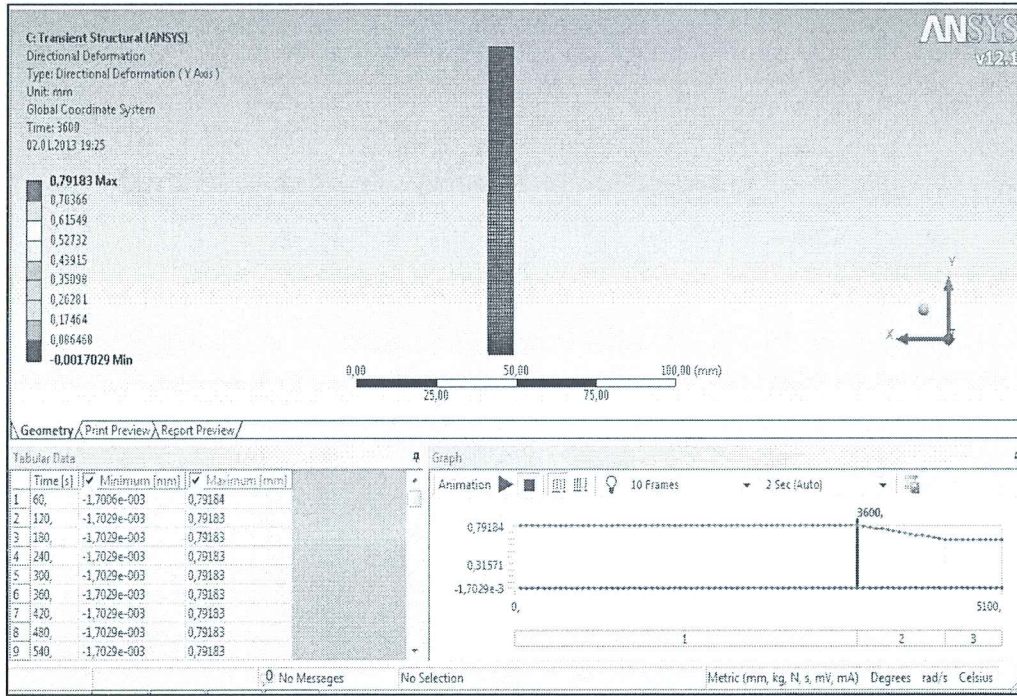 C: Transient Structural (ANSYS)
Directional Deformation
Type: Directional Deformation ( Y Axis )
Unit: mm
Global Coordinate System
Time: 3600
02.01.2013 19:25
ANSYS
v12.1
0,79183 Max
0,70366
0,61549
0,52732
0,43915
0,35098
0,26281
0,17464
0,086468
-0,0017029 Min
Y
X
0,00 50,00 100,00 (mm)
25,00 75,00
Geometry Print Preview Report Preview
Tabular Data
Time [s] Minimum [mm] Maximum [mm]
1 60, -1,7006e-003 0,79184
2 120, -1,7029e-003 0,79183
3 180, -1,7029e-003 0,79183
4 240, -1,7029e-003 0,79183
5 300, -1,7029e-003 0,79183
6 360, -1,7029e-003 0,79183
7 420, -1,7029e-003 0,79183
8 480, -1,7029e-003 0,79183
9 540, -1,7029e-003 0,79183
Graph
Animation 10 Frames 2 Sec (Auto)
3600,
0,79184
0,31571
-1,7029e-3
0, 5100,
1 2 3
0 No Messages No Selection Metric (mm, kg, N, s, mV, mA) Degrees rad/s Celsius